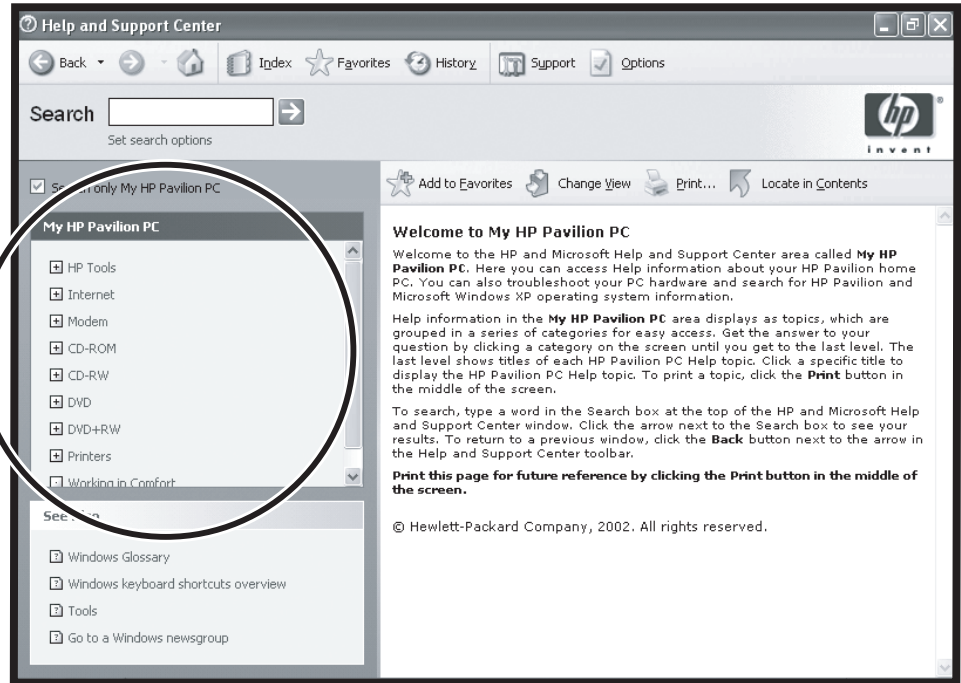 Help and Support Center
Back
Index
Favorites
History
Support
Options
Search
Set search options
hp
invent
Search only My HP Pavilion PC
My HP Pavilion PC
HP Tools
Internet
Modem
CD-ROM
CD-RW
DVD
DVD+RW
Printers
Working in Comfort
See Also
Windows Glossary
Windows keyboard shortcuts overview
Tools
Go to a Windows newsgroup
Add to Favorites
Change View
Print...
Locate in Contents
Welcome to My HP Pavilion PC
Welcome to the HP and Microsoft Help and Support Center area called My HP
Pavilion PC. Here you can access Help information about your HP Pavilion home
PC. You can also troubleshoot your PC hardware and search for HP Pavilion and
Microsoft Windows XP operating system information.
Help information in the My HP Pavilion PC area displays as topics, which are
grouped in a series of categories for easy access. Get the answer to your
question by clicking a category on the screen until you get to the last level. The
last level shows titles of each HP Pavilion PC Help topic. Click a specific title to
display the HP Pavilion PC Help topic. To print a topic, click the Print button in
the middle of the screen.
To search, type a word in the Search box at the top of the HP and Microsoft Help
and Support Center window. Click the arrow next to the Search box to see your
results. To return to a previous window, click the Back button next to the arrow in
the Help and Support Center toolbar.
Print this page for future reference by clicking the Print button in the middle of
the screen.
© Hewlett-Packard Company, 2002. All rights reserved.